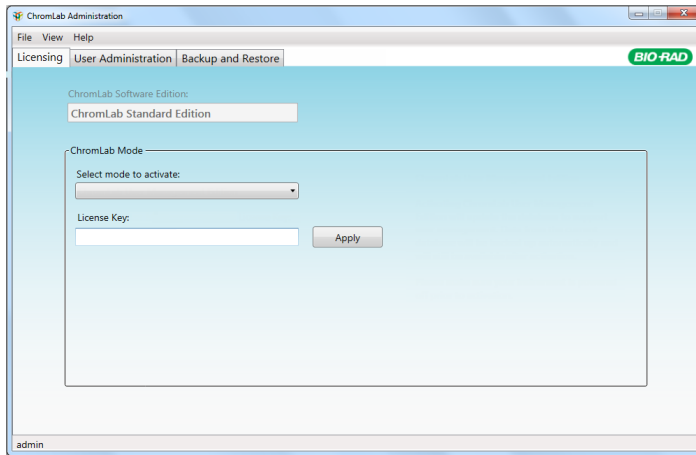 ChromLab Administration
File View Help
Licensing User Administration Backup and Restore
BIO-RAD
ChromLab Software Edition:
ChromLab Standard Edition
ChromLab Mode
Select mode to activate:
License Key:
Apply
admin